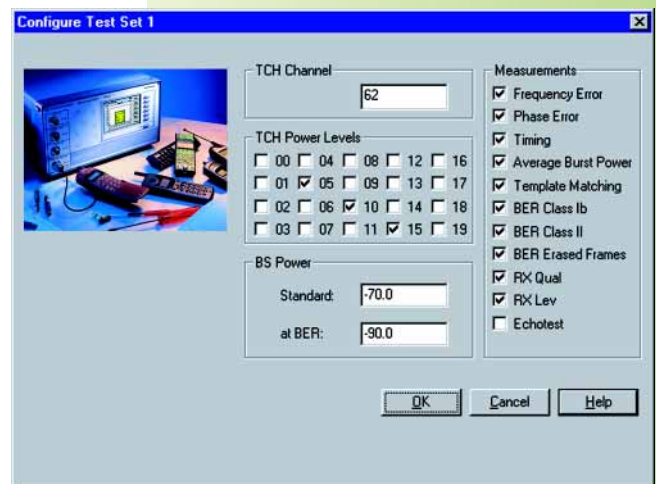 Configure Test Set 1
TCH Channel
62
TCH Power Levels
00 04 08 12 16
01 05 09 13 17
02 06 10 14 18
03 07 11 15 19
BS Power
Standard: -70.0
at BER: -90.0
Measurements
Frequency Error
Phase Error
Timing
Average Burst Power
Template Matching
BER Class Ib
BER Class II
BER Erased Frames
RX Qual
RX Lev
Echotest
OK Cancel Help